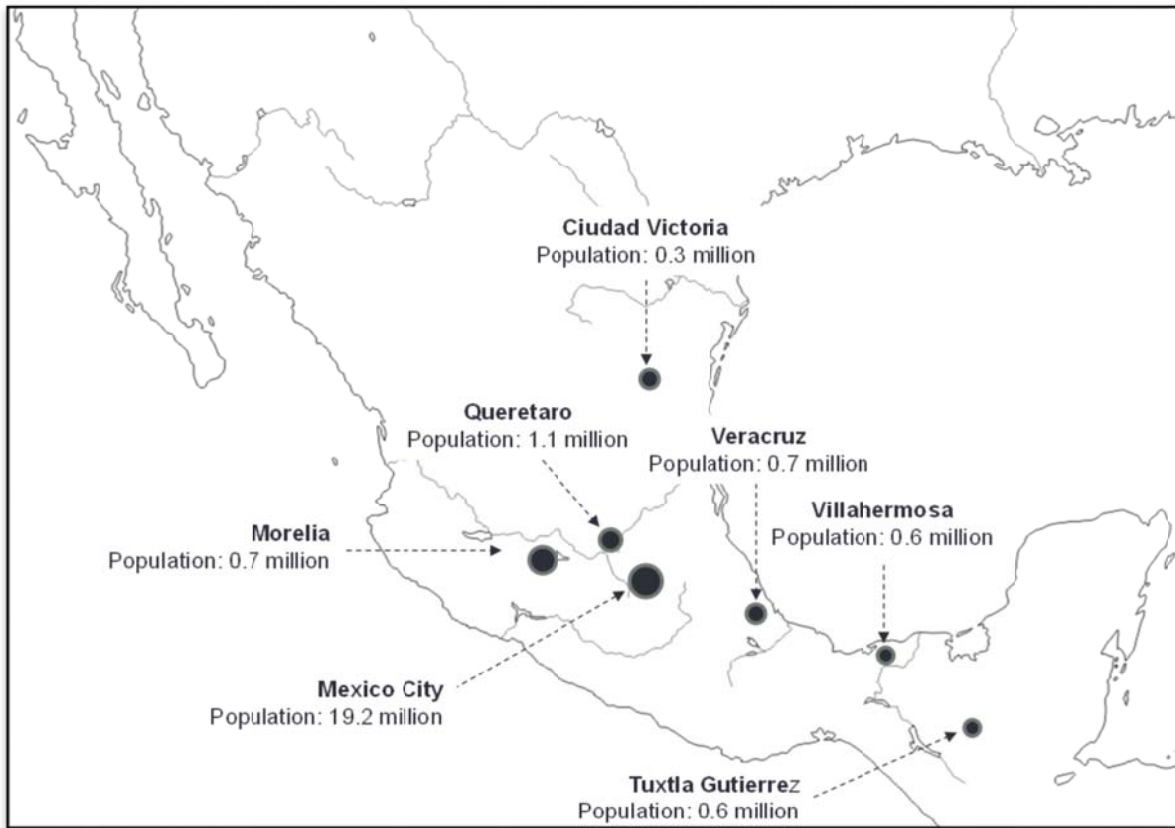 Ciudad Victoria
Population: 0.3 million
Queretaro
Population: 1.1 million
Veracruz
Population: 0.7 million
Villahermosa
Population: 0.6 million
Morelia
Population: 0.7 million
Mexico City
Population: 19.2 million
Tuxtla Gutierrez
Population: 0.6 million